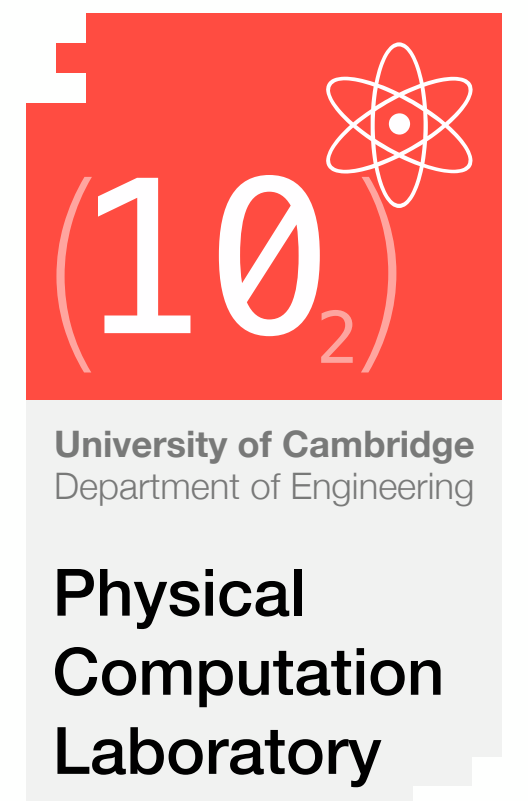 (10₂)
University of Cambridge
Department of Engineering
Physical
Computation
Laboratory